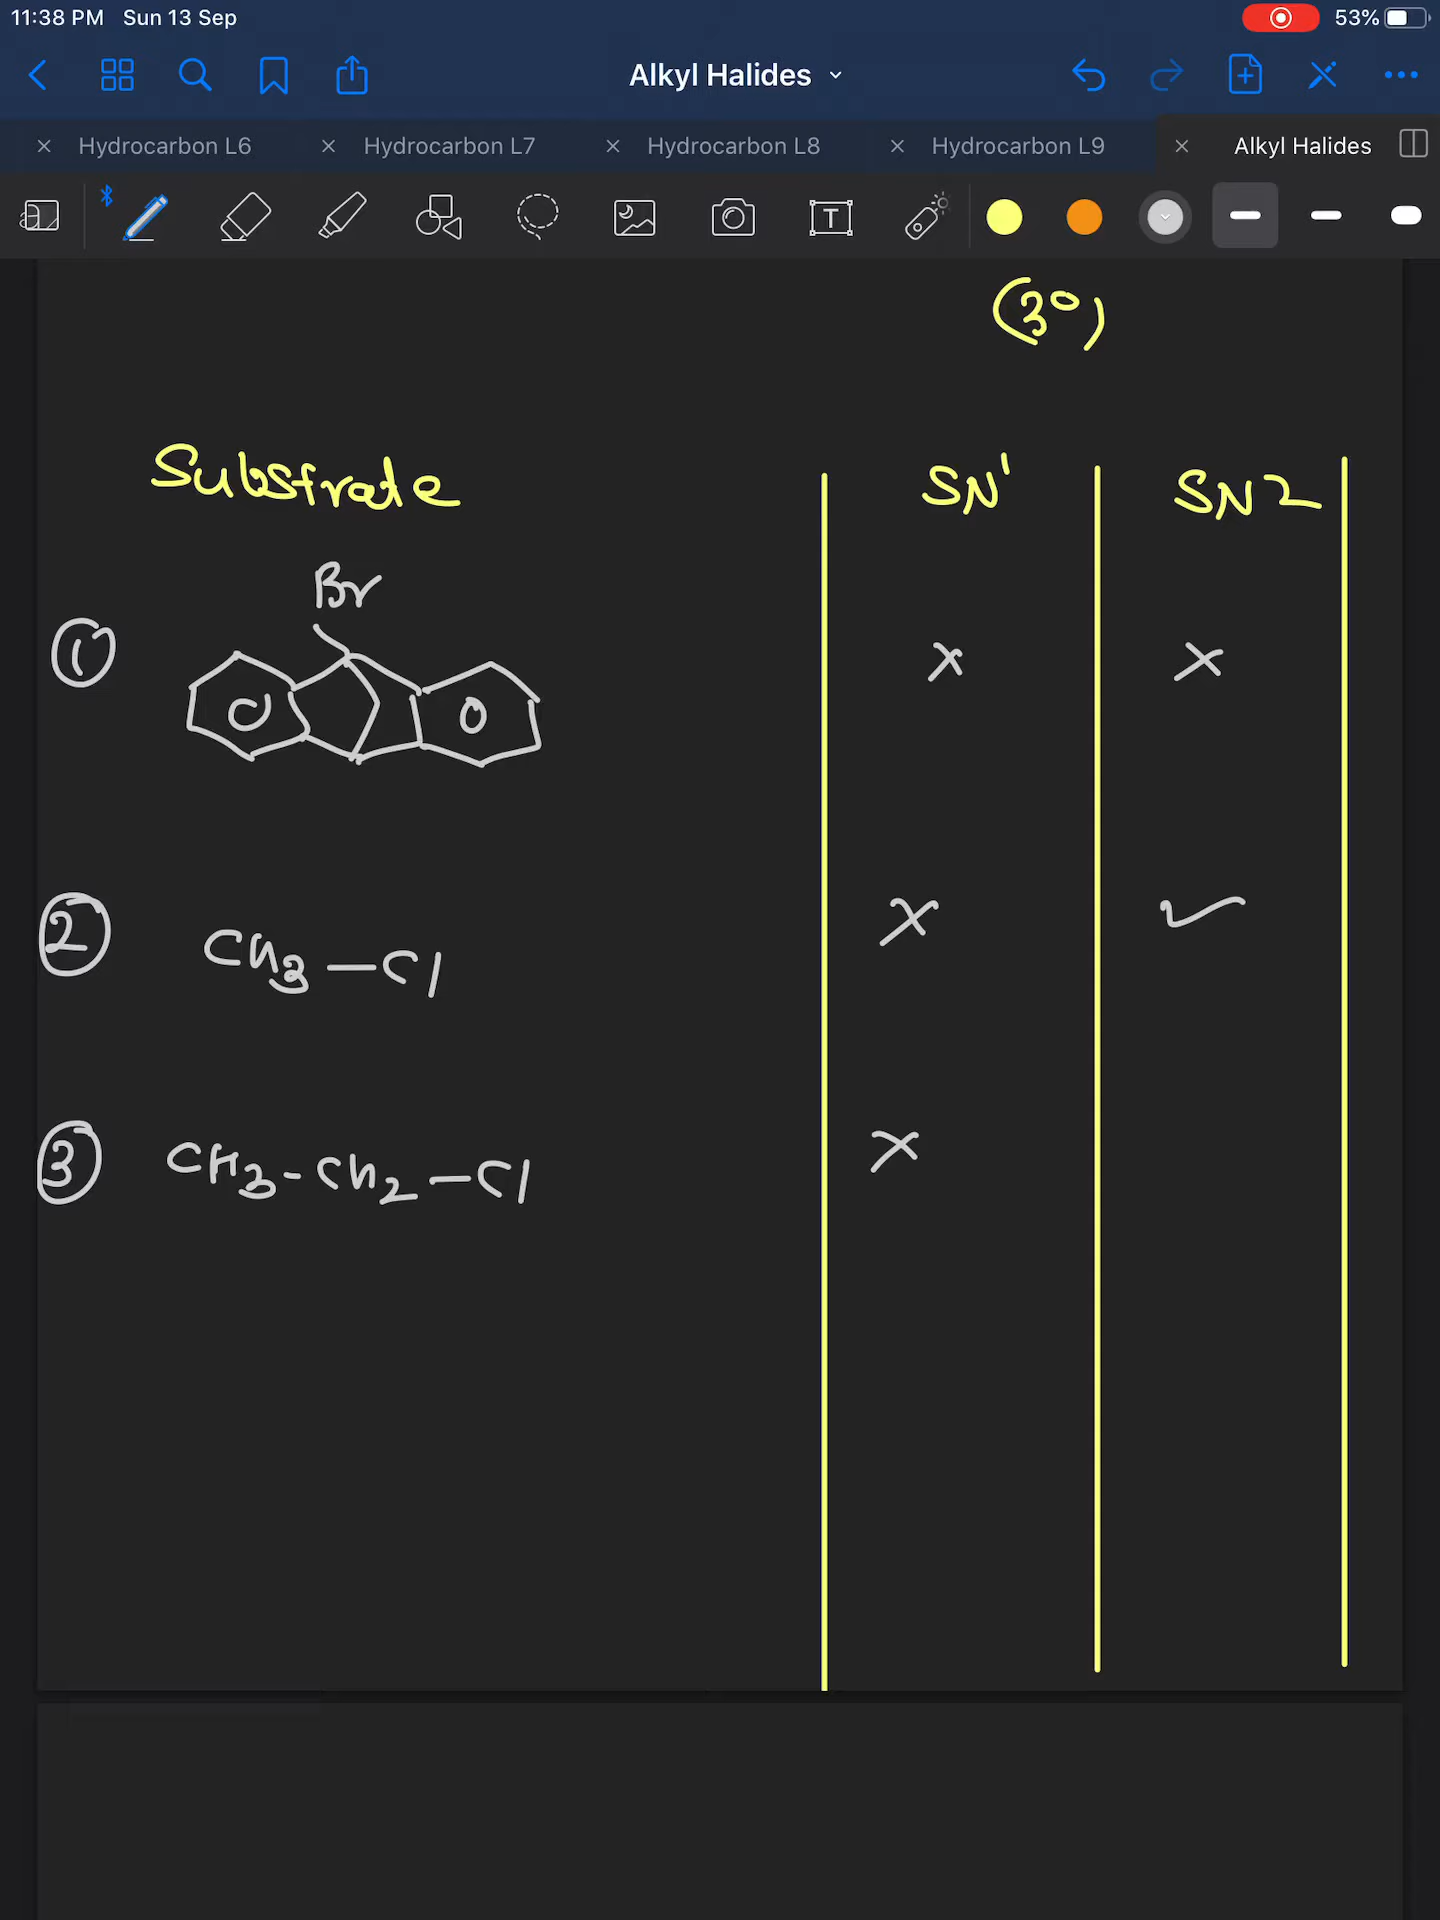 11:38 PM Sun 13 Sep 53%
Alkyl Halides
Hydrocarbon L6 Hydrocarbon L7 Hydrocarbon L8 Hydrocarbon L9 Alkyl Halides
a T
(3°)
Substrate SN' SN2
Br
① × ×
② CH3-Cl × ✓
③ CH3-CH2-Cl ×